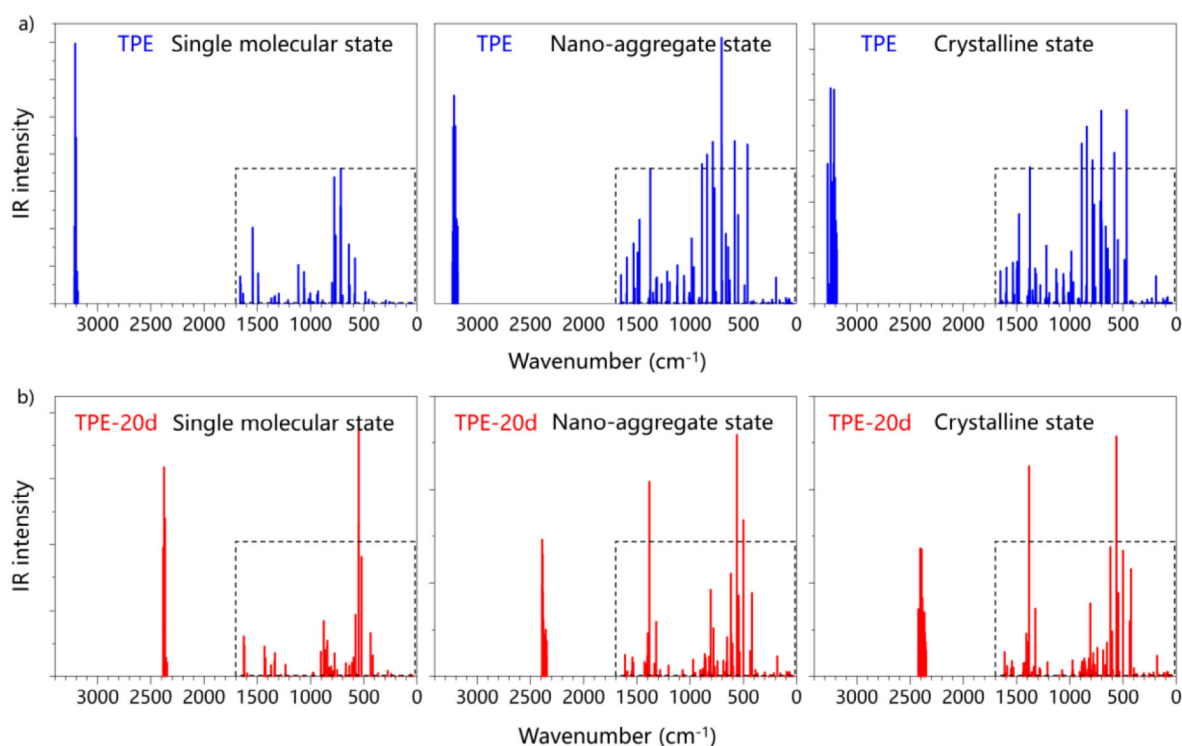 a)
TPE Single molecular state
TPE Nano-aggregate state
TPE Crystalline state
IR intensity
3000 2500 2000 1500 1000 500 0
3000 2500 2000 1500 1000 500 0
3000 2500 2000 1500 1000 500 0
Wavenumber (cm-1)
b)
TPE-20d Single molecular state
TPE-20d Nano-aggregate state
TPE-20d Crystalline state
IR intensity
3000 2500 2000 1500 1000 500 0
3000 2500 2000 1500 1000 500 0
3000 2500 2000 1500 1000 500 0
Wavenumber (cm-1)